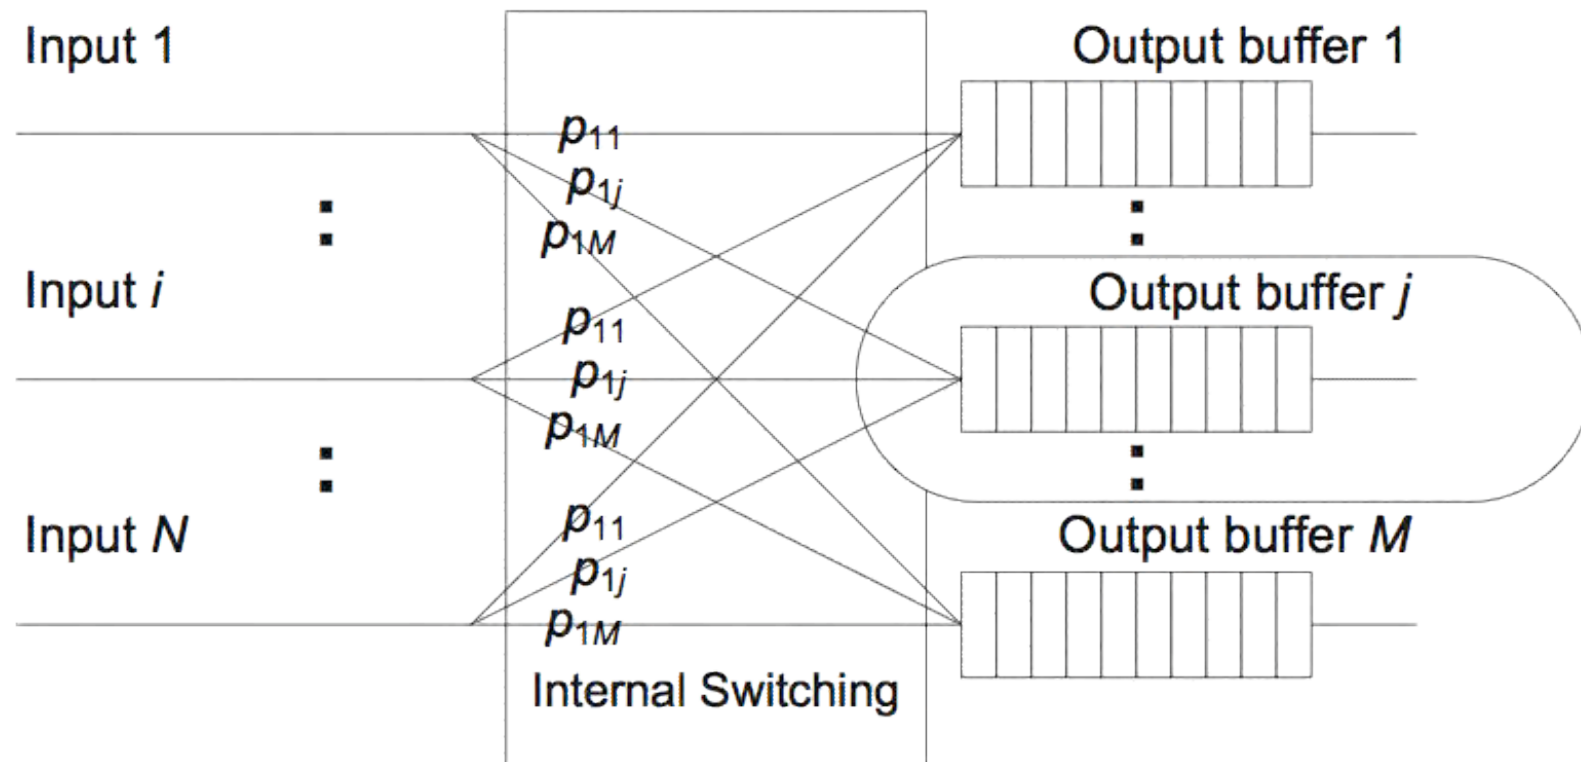 Input 1
Output buffer 1
p11
p1j
p1M
Input i
Output buffer j
p11
p1j
p1M
Input N
Output buffer M
p11
p1j
p1M
Internal Switching